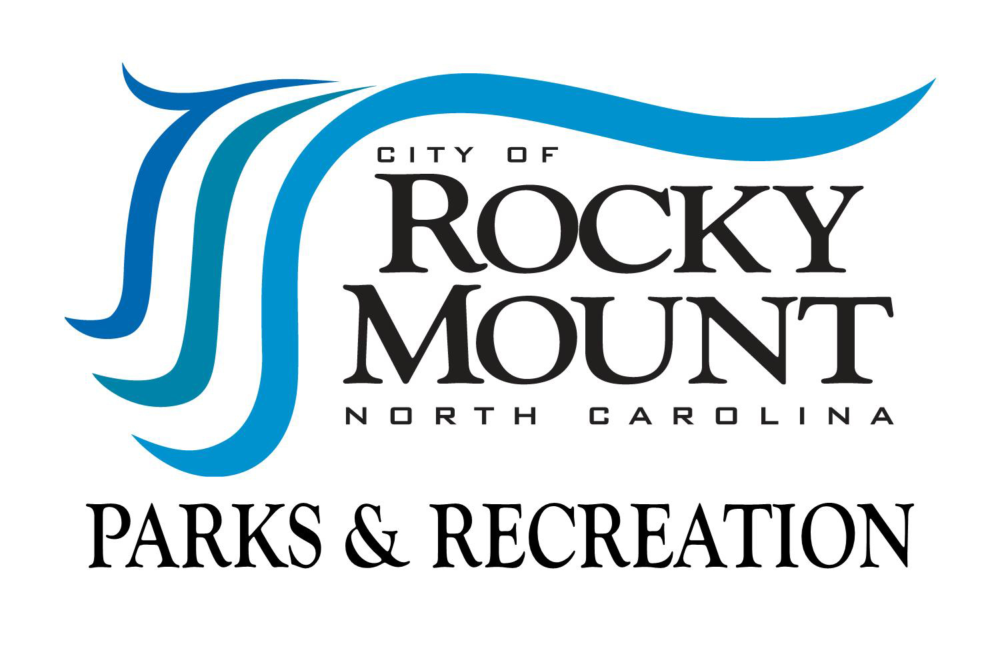 CITY OF
ROCKY
MOUNT
NORTH CAROLINA
PARKS & RECREATION